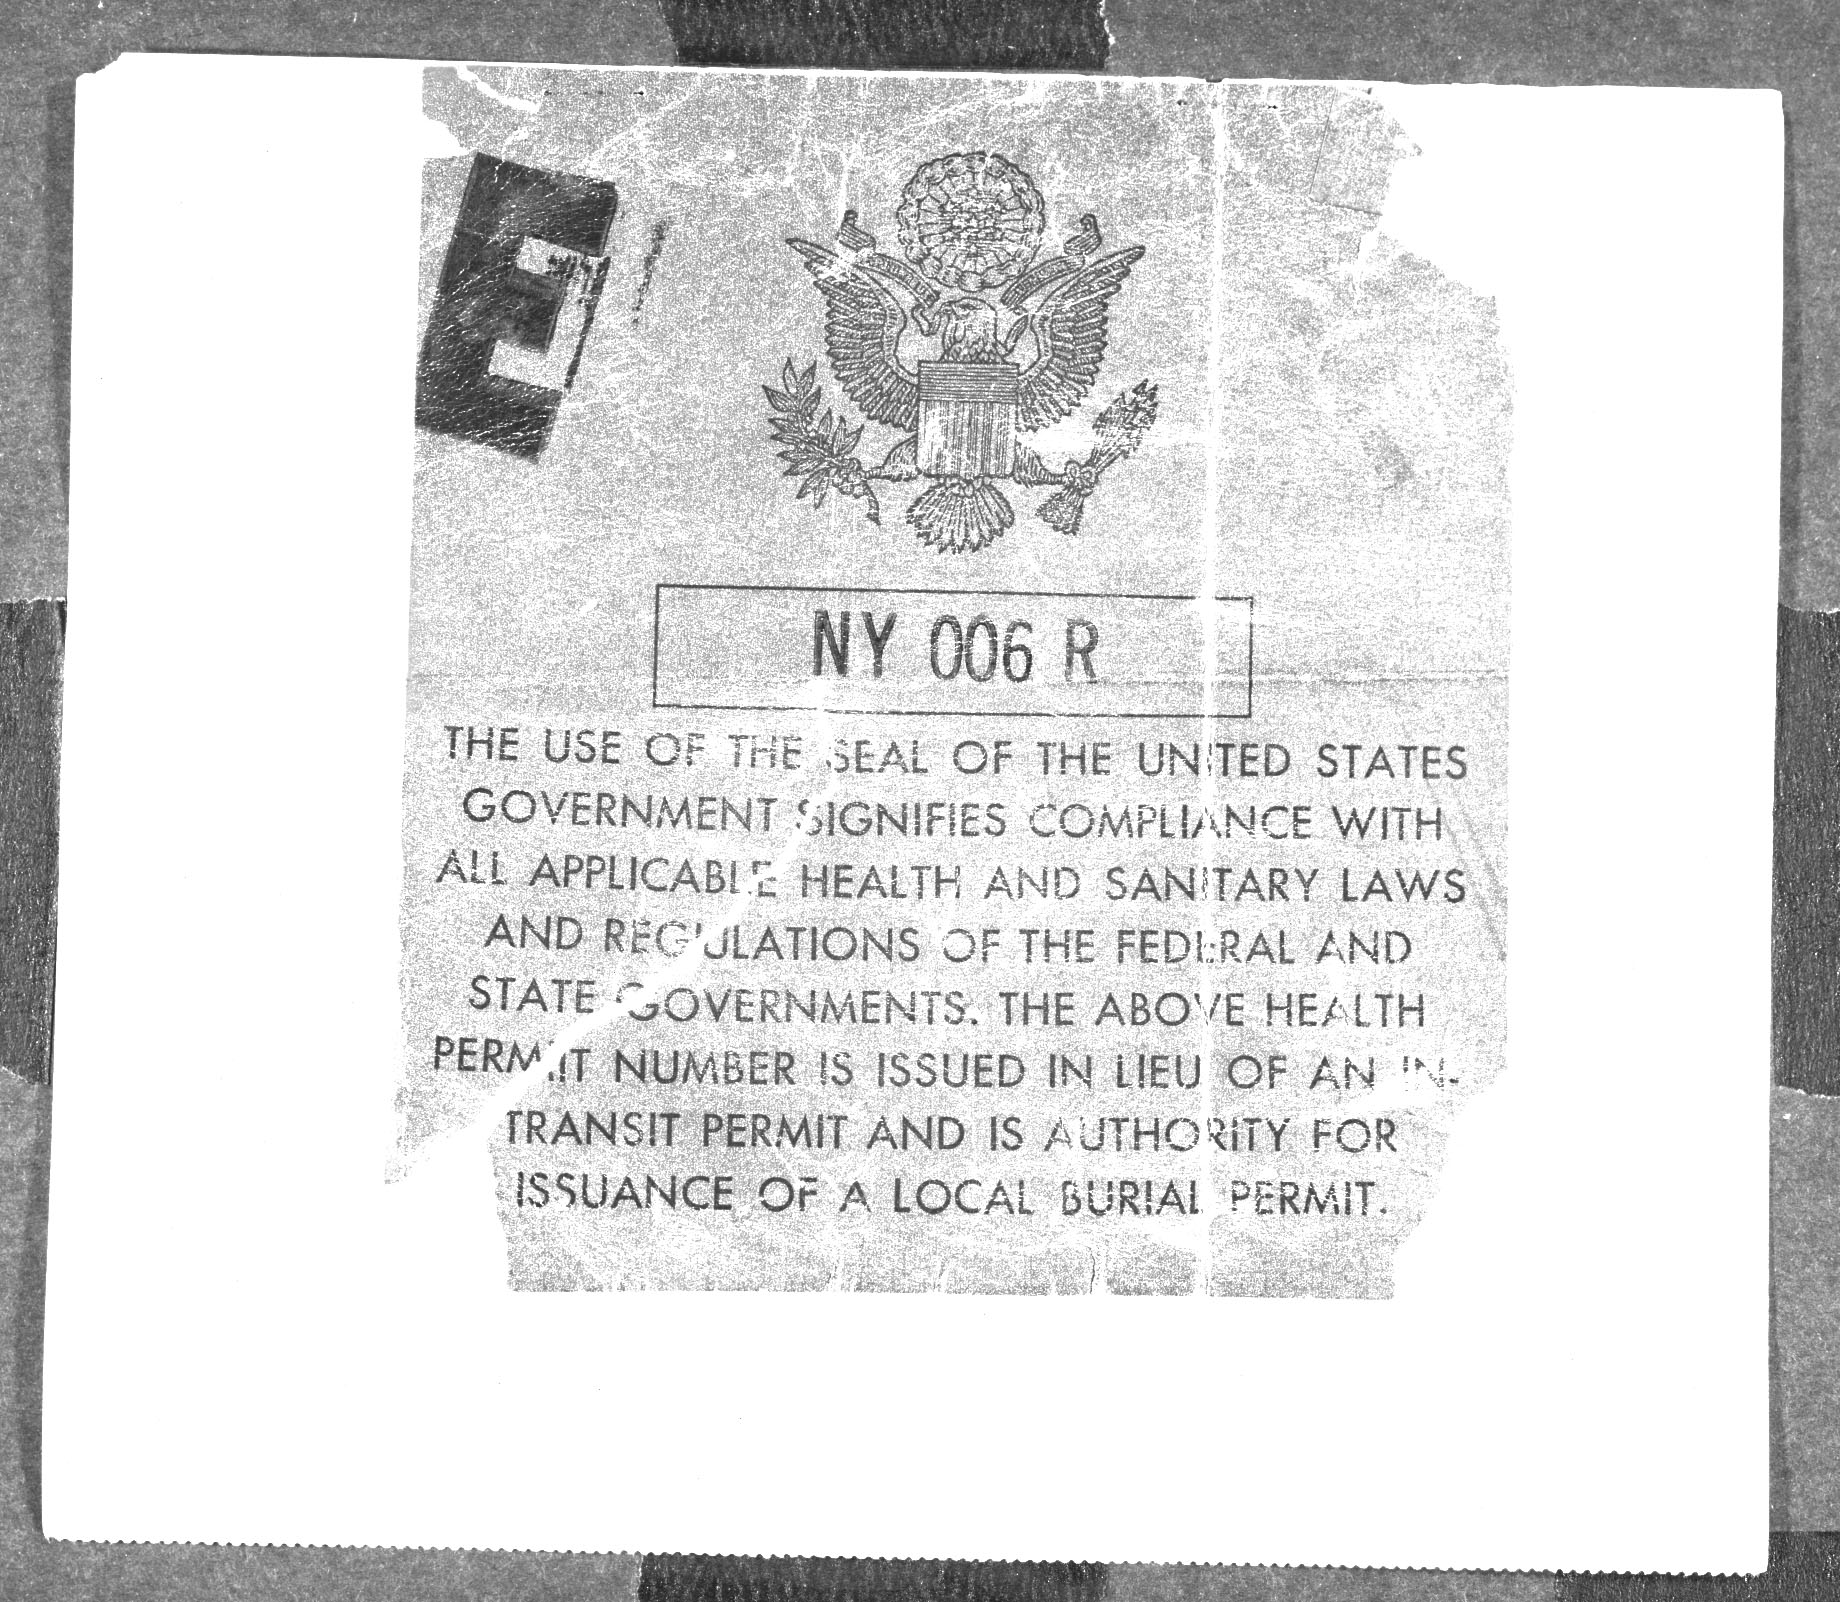 E
NY 006 R
THE USE OF THE SEAL OF THE UNITED STATES
GOVERNMENT SIGNIFIES COMPLIANCE WITH
ALL APPLICABLE HEALTH AND SANITARY LAWS
AND REGULATIONS OF THE FEDERAL AND
STATE GOVERNMENTS. THE ABOVE HEALTH
PERMIT NUMBER IS ISSUED IN LIEU OF AN IN-
TRANSIT PERMIT AND IS AUTHORITY FOR
ISSUANCE OF A LOCAL BURIAL PERMIT.